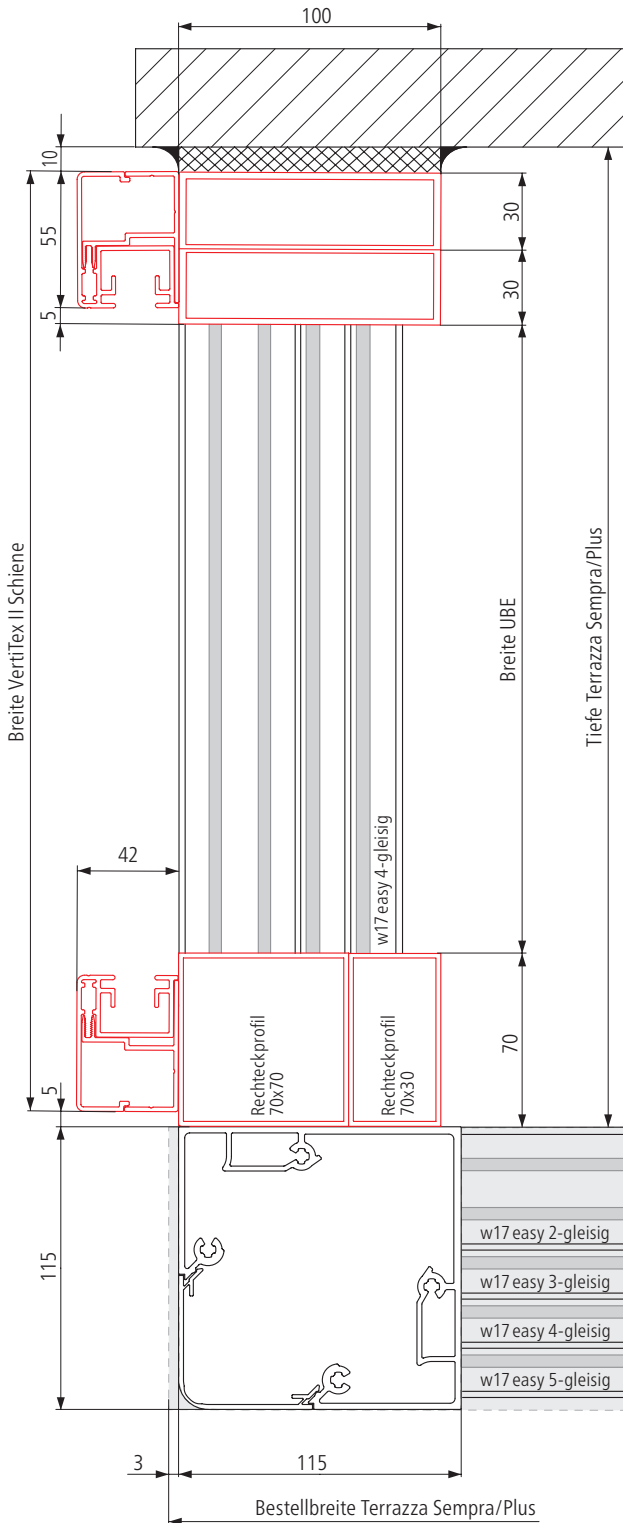 100
10
55
5
30
30
Breite VertiTex II Schiene
Breite UBE
Tiefe Terrazza Sempra/Plus
w17 easy 4-gleisig
42
5
Rechteckprofil
70x70
Rechteckprofil
70x30
70
115
w17 easy 2-gleisig
w17 easy 3-gleisig
w17 easy 4-gleisig
w17 easy 5-gleisig
3
115
Bestellbreite Terrazza Sempra/Plus